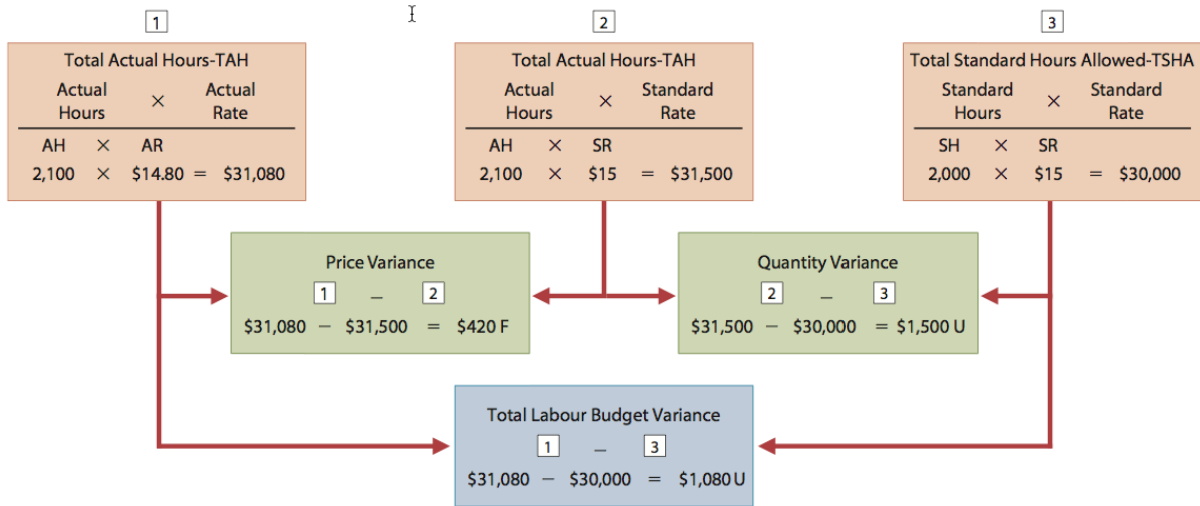 1
2
3
Total Actual Hours-TAH
Actual Hours × Actual Rate
AH × AR
2,100 × $14.80 = $31,080
Total Actual Hours-TAH
Actual Hours × Standard Rate
AH × SR
2,100 × $15 = $31,500
Total Standard Hours Allowed-TSHA
Standard Hours × Standard Rate
SH × SR
2,000 × $15 = $30,000
Price Variance
1 − 2
$31,080 − $31,500 = $420 F
Quantity Variance
2 − 3
$31,500 − $30,000 = $1,500 U
Total Labour Budget Variance
1 − 3
$31,080 − $30,000 = $1,080 U